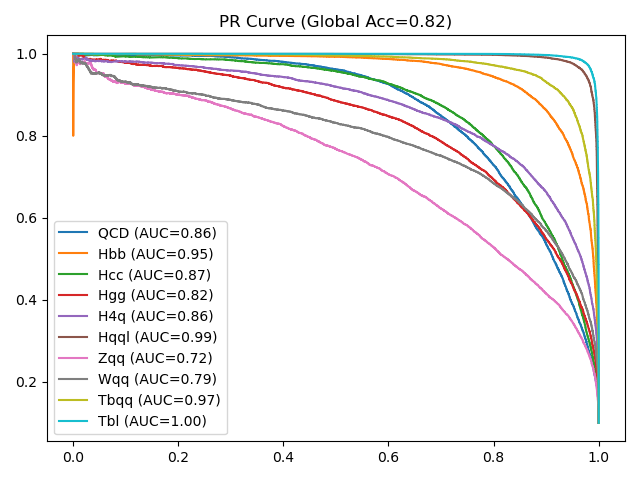 PR Curve (Global Acc=0.82)
1.0
0.8
0.6
0.4
0.2
QCD (AUC=0.86)
Hbb (AUC=0.95)
Hcc (AUC=0.87)
Hgg (AUC=0.82)
H4q (AUC=0.86)
Hqql (AUC=0.99)
Zqq (AUC=0.72)
Wqq (AUC=0.79)
Tbqq (AUC=0.97)
Tbl (AUC=1.00)
0.0 0.2 0.4 0.6 0.8 1.0